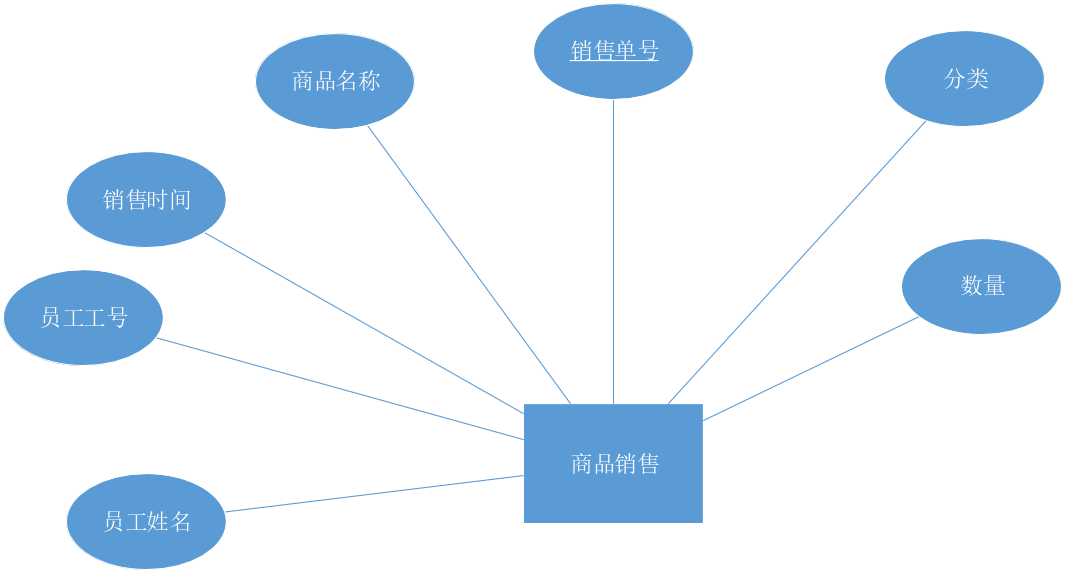 销售单号
商品名称
分类
销售时间
数量
员工工号
商品销售
员工姓名